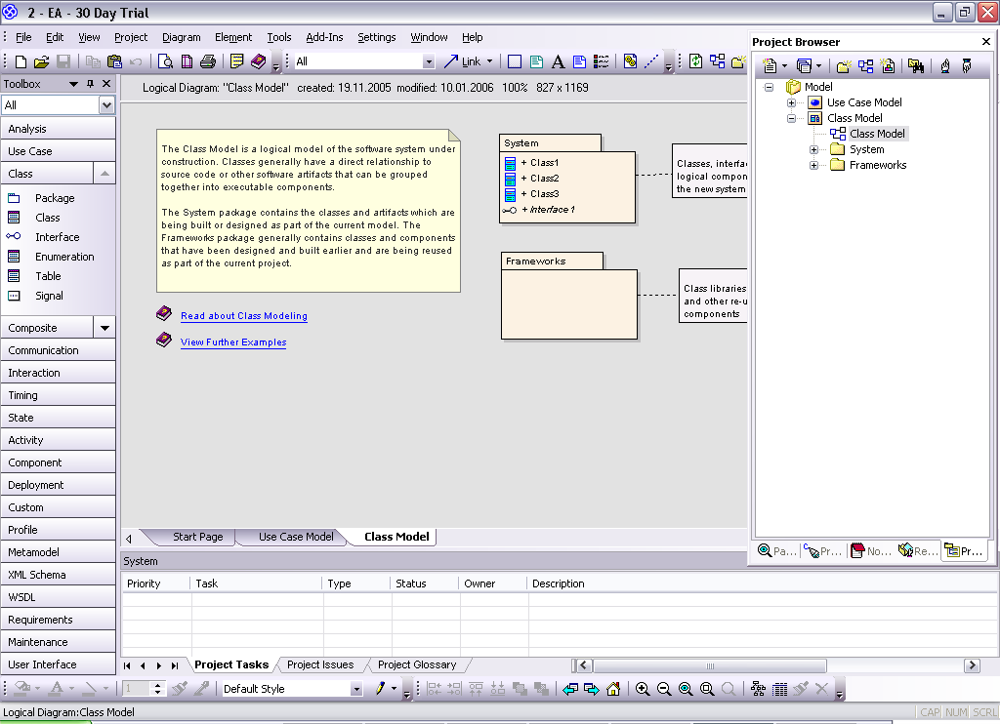 2 - EA - 30 Day Trial
File Edit View Project Diagram Element Tools Add-Ins Settings Window Help
All Link
Toolbox
All
Analysis
Use Case
Class
Package
Class
Interface
Enumeration
Table
Signal
Composite
Communication
Interaction
Timing
State
Activity
Component
Deployment
Custom
Profile
Metamodel
XML Schema
WSDL
Requirements
Maintenance
User Interface
Logical Diagram: "Class Model" created: 19.11.2005 modified: 10.01.2006 100% 827 x 1169
The Class Model is a logical model of the software system under
construction. Classes generally have a direct relationship to
source code or other software artifacts that can be grouped
together into executable components.
The System package contains the classes and artifacts which are
being built or designed as part of the current model. The
Frameworks package generally contains classes and components
that have been designed and built earlier and are being reused
as part of the current project.
Read about Class Modeling
View Further Examples
System
+ Class1
+ Class2
+ Class3
+ Interface1
Classes, interfac
logical compon
the new system
Frameworks
Class libraries
and other re-u
components
Project Browser
Model
Use Case Model
Class Model
Class Model
System
Frameworks
Pa... Pr... No... Re... Pr...
Start Page Use Case Model Class Model
System
Priority Task Type Status Owner Description
Project Tasks Project Issues Project Glossary
1 Default Style
Logical Diagram:Class Model CAP NUM SCRL